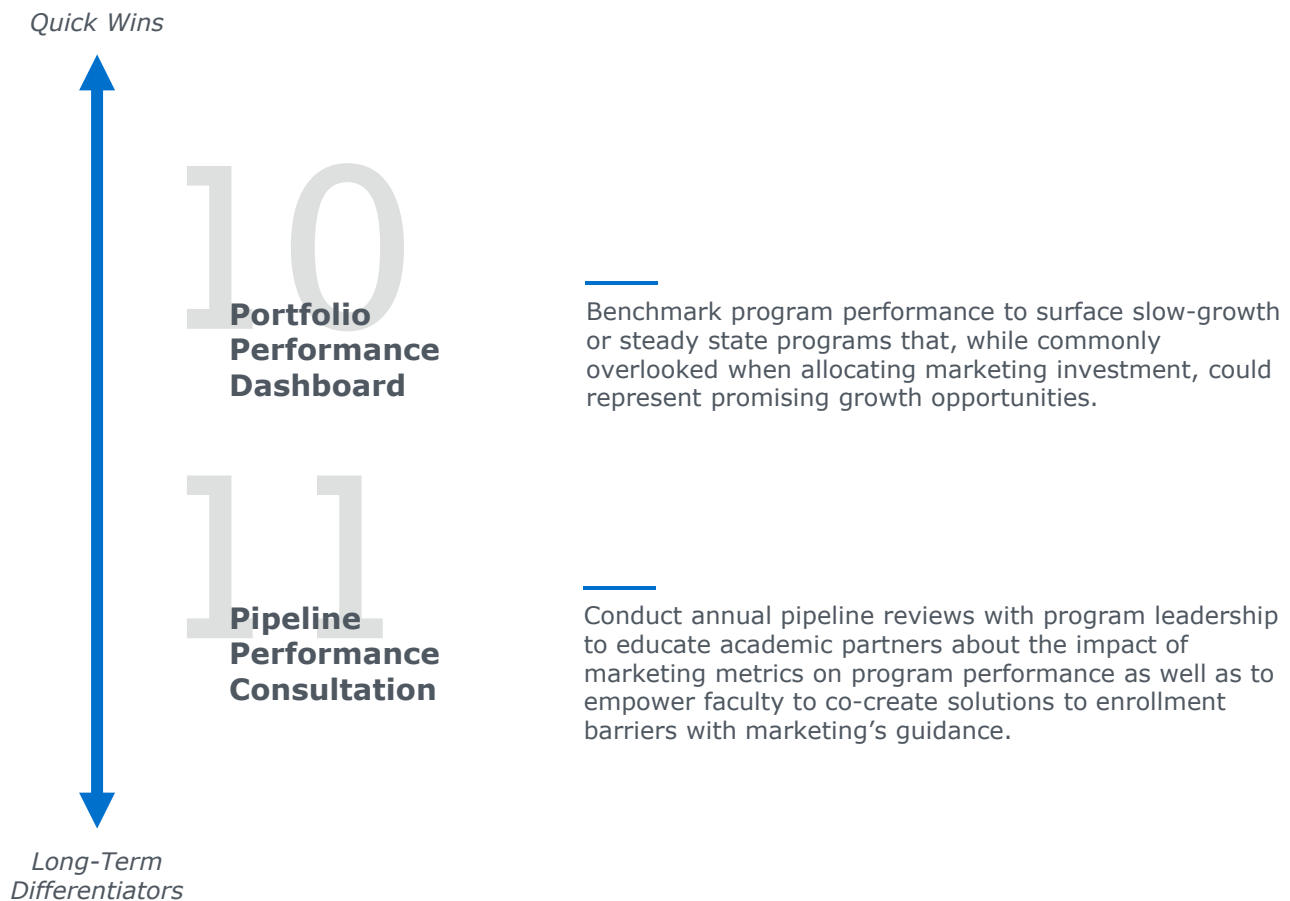 Quick Wins
10
Portfolio
Performance
Dashboard
Benchmark program performance to surface slow-growth
or steady state programs that, while commonly
overlooked when allocating marketing investment, could
represent promising growth opportunities.
11
Pipeline
Performance
Consultation
Conduct annual pipeline reviews with program leadership
to educate academic partners about the impact of
marketing metrics on program performance as well as to
empower faculty to co-create solutions to enrollment
barriers with marketing’s guidance.
Long-Term
Differentiators